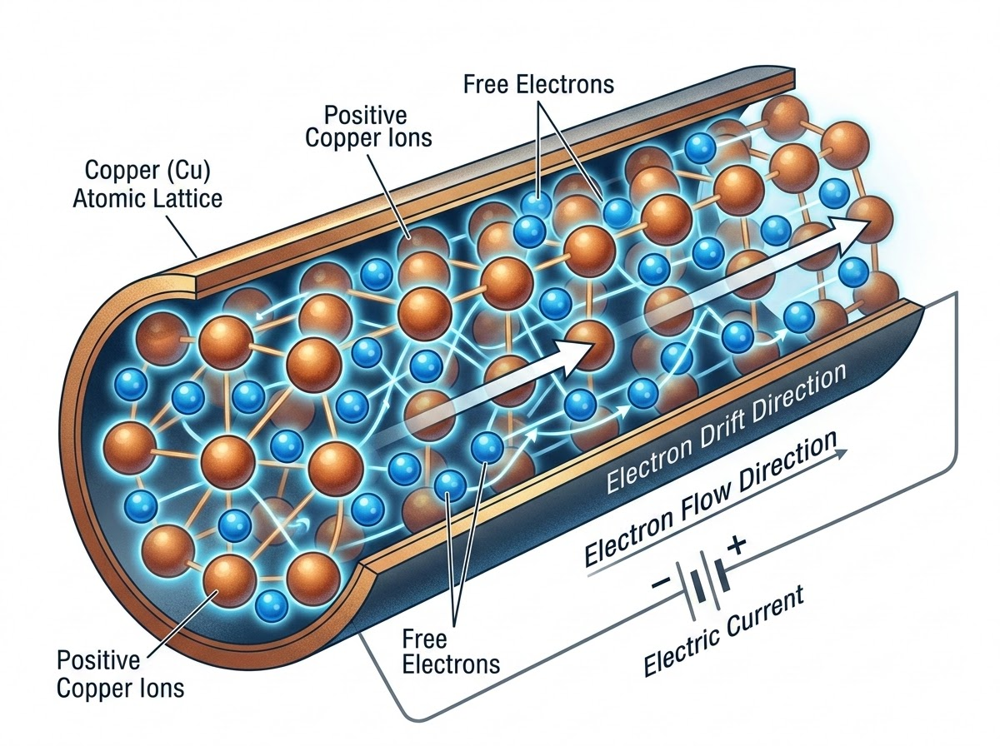 Free Electrons
Positive
Copper Ions
Copper (Cu)
Atomic Lattice
Electron Drift Direction
Electron Flow Direction
− +
Electric Current
Free
Electrons
Positive
Copper Ions